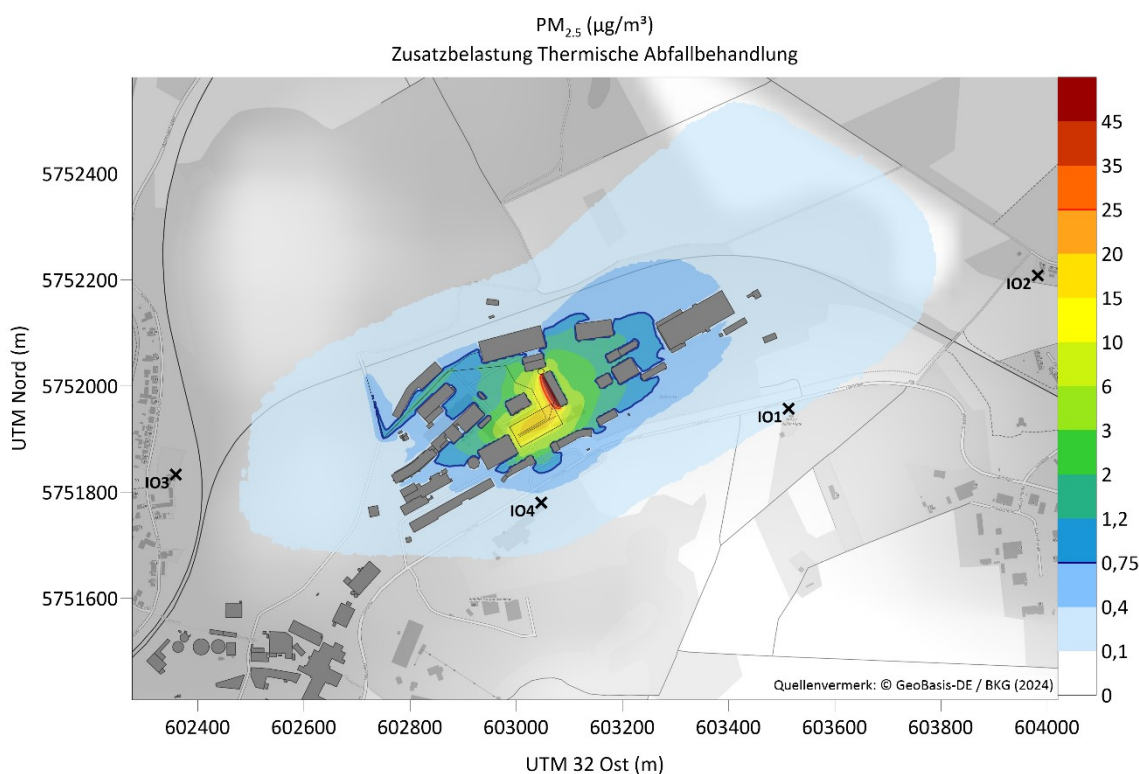 PM₂.₅ (µg/m³)
Zusatzbelastung Thermische Abfallbehandlung
UTM Nord (m)
5752400
5752200
5752000
5751800
5751600
IO2
IO1
IO3
IO4
45
35
25
20
15
10
6
3
2
1,2
0,75
0,4
0,1
0
Quellenvermerk: © GeoBasis-DE / BKG (2024)
602400 602600 602800 603000 603200 603400 603600 603800 604000
UTM 32 Ost (m)